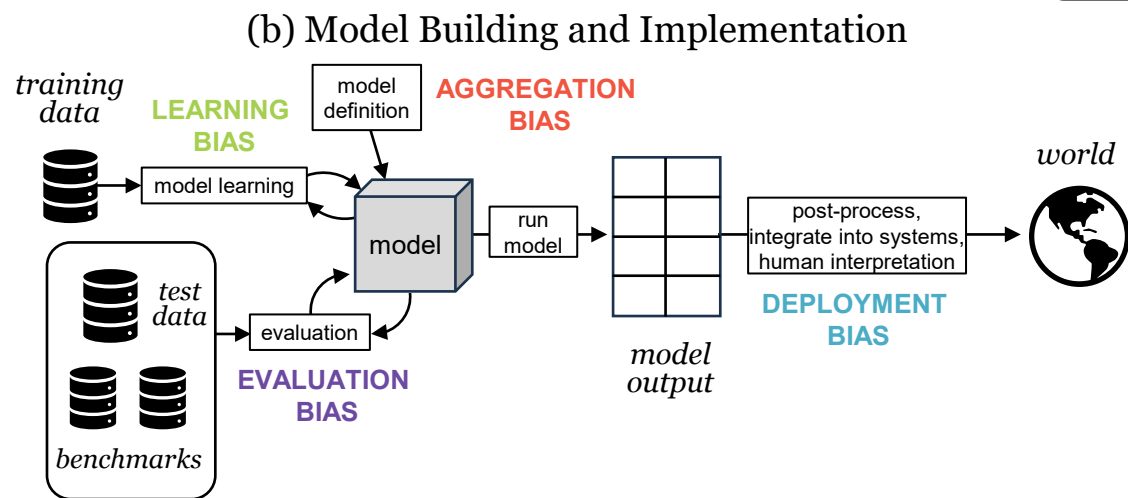 (b) Model Building and Implementation
training
data
LEARNING
BIAS
model
definition
AGGREGATION
BIAS
model learning
model
run
model
post-process,
integrate into systems,
human interpretation
world
test
data
benchmarks
evaluation
EVALUATION
BIAS
model
output
DEPLOYMENT
BIAS